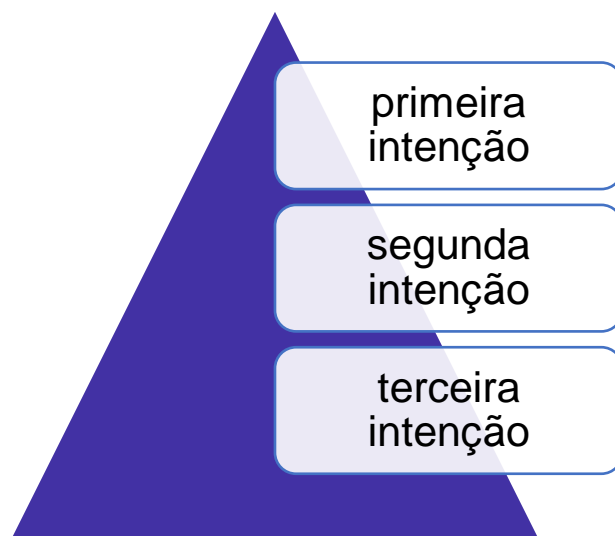 primeira
intenção
segunda
intenção
terceira
intenção